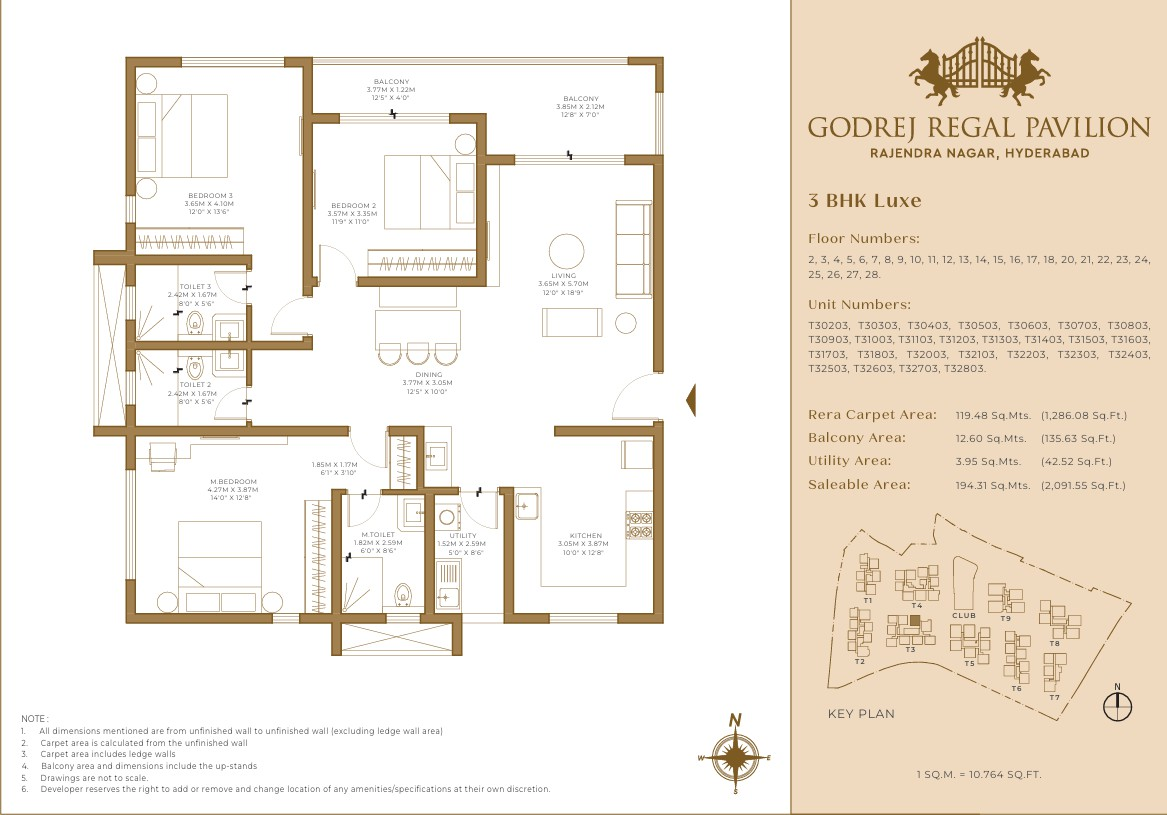 BALCONY
3.77M X 1.22M
12'5" X 4'0"
BALCONY
3.85M X 2.12M
12'8" X 7'0"
BEDROOM 3
3.65M X 4.10M
12'0" X 13'6"
BEDROOM 2
3.57M X 3.35M
11'9" X 11'0"
LIVING
3.65M X 5.70M
12'0" X 18'9"
TOILET 3
2.42M X 1.67M
8'0" X 5'6"
DINING
3.77M X 3.05M
12'5" X 10'0"
TOILET 2
2.42M X 1.67M
8'0" X 5'6"
1.85M X 1.17M
6'1" X 3'10"
M.BEDROOM
4.27M X 3.87M
14'0" X 12'8"
M.TOILET
1.82M X 2.59M
6'0" X 8'6"
UTILITY
1.52M X 2.59M
5'0" X 8'6"
KITCHEN
3.05M X 3.87M
10'0" X 12'8"
NOTE:
1. All dimensions mentioned are from unfinished wall to unfinished wall (excluding ledge wall area)
2. Carpet area is calculated from the unfinished wall
3. Carpet area includes ledge walls
4. Balcony area and dimensions include the up-stands
5. Drawings are not to scale.
6. Developer reserves the right to add or remove and change location of any amenities/specifications at their own discretion.
N
W E
S
GODREJ REGAL PAVILION
RAJENDRA NAGAR, HYDERABAD
3 BHK Luxe
Floor Numbers:
2, 3, 4, 5, 6, 7, 8, 9, 10, 11, 12, 13, 14, 15, 16, 17, 18, 20, 21, 22, 23, 24,
25, 26, 27, 28.
Unit Numbers:
T30203, T30303, T30403, T30503, T30603, T30703, T30803,
T30903, T31003, T31103, T31203, T31303, T31403, T31503, T31603,
T31703, T31803, T32003, T32103, T32203, T32303, T32403,
T32503, T32603, T32703, T32803.
Rera Carpet Area: 119.48 Sq.Mts. (1,286.08 Sq.Ft.)
Balcony Area: 12.60 Sq.Mts. (135.63 Sq.Ft.)
Utility Area: 3.95 Sq.Mts. (42.52 Sq.Ft.)
Saleable Area: 194.31 Sq.Mts. (2,091.55 Sq.Ft.)
T1
T4
CLUB
T9
T2
T3
T5
T8
T6
T7
N
KEY PLAN
1 SQ.M. = 10.764 SQ.FT.